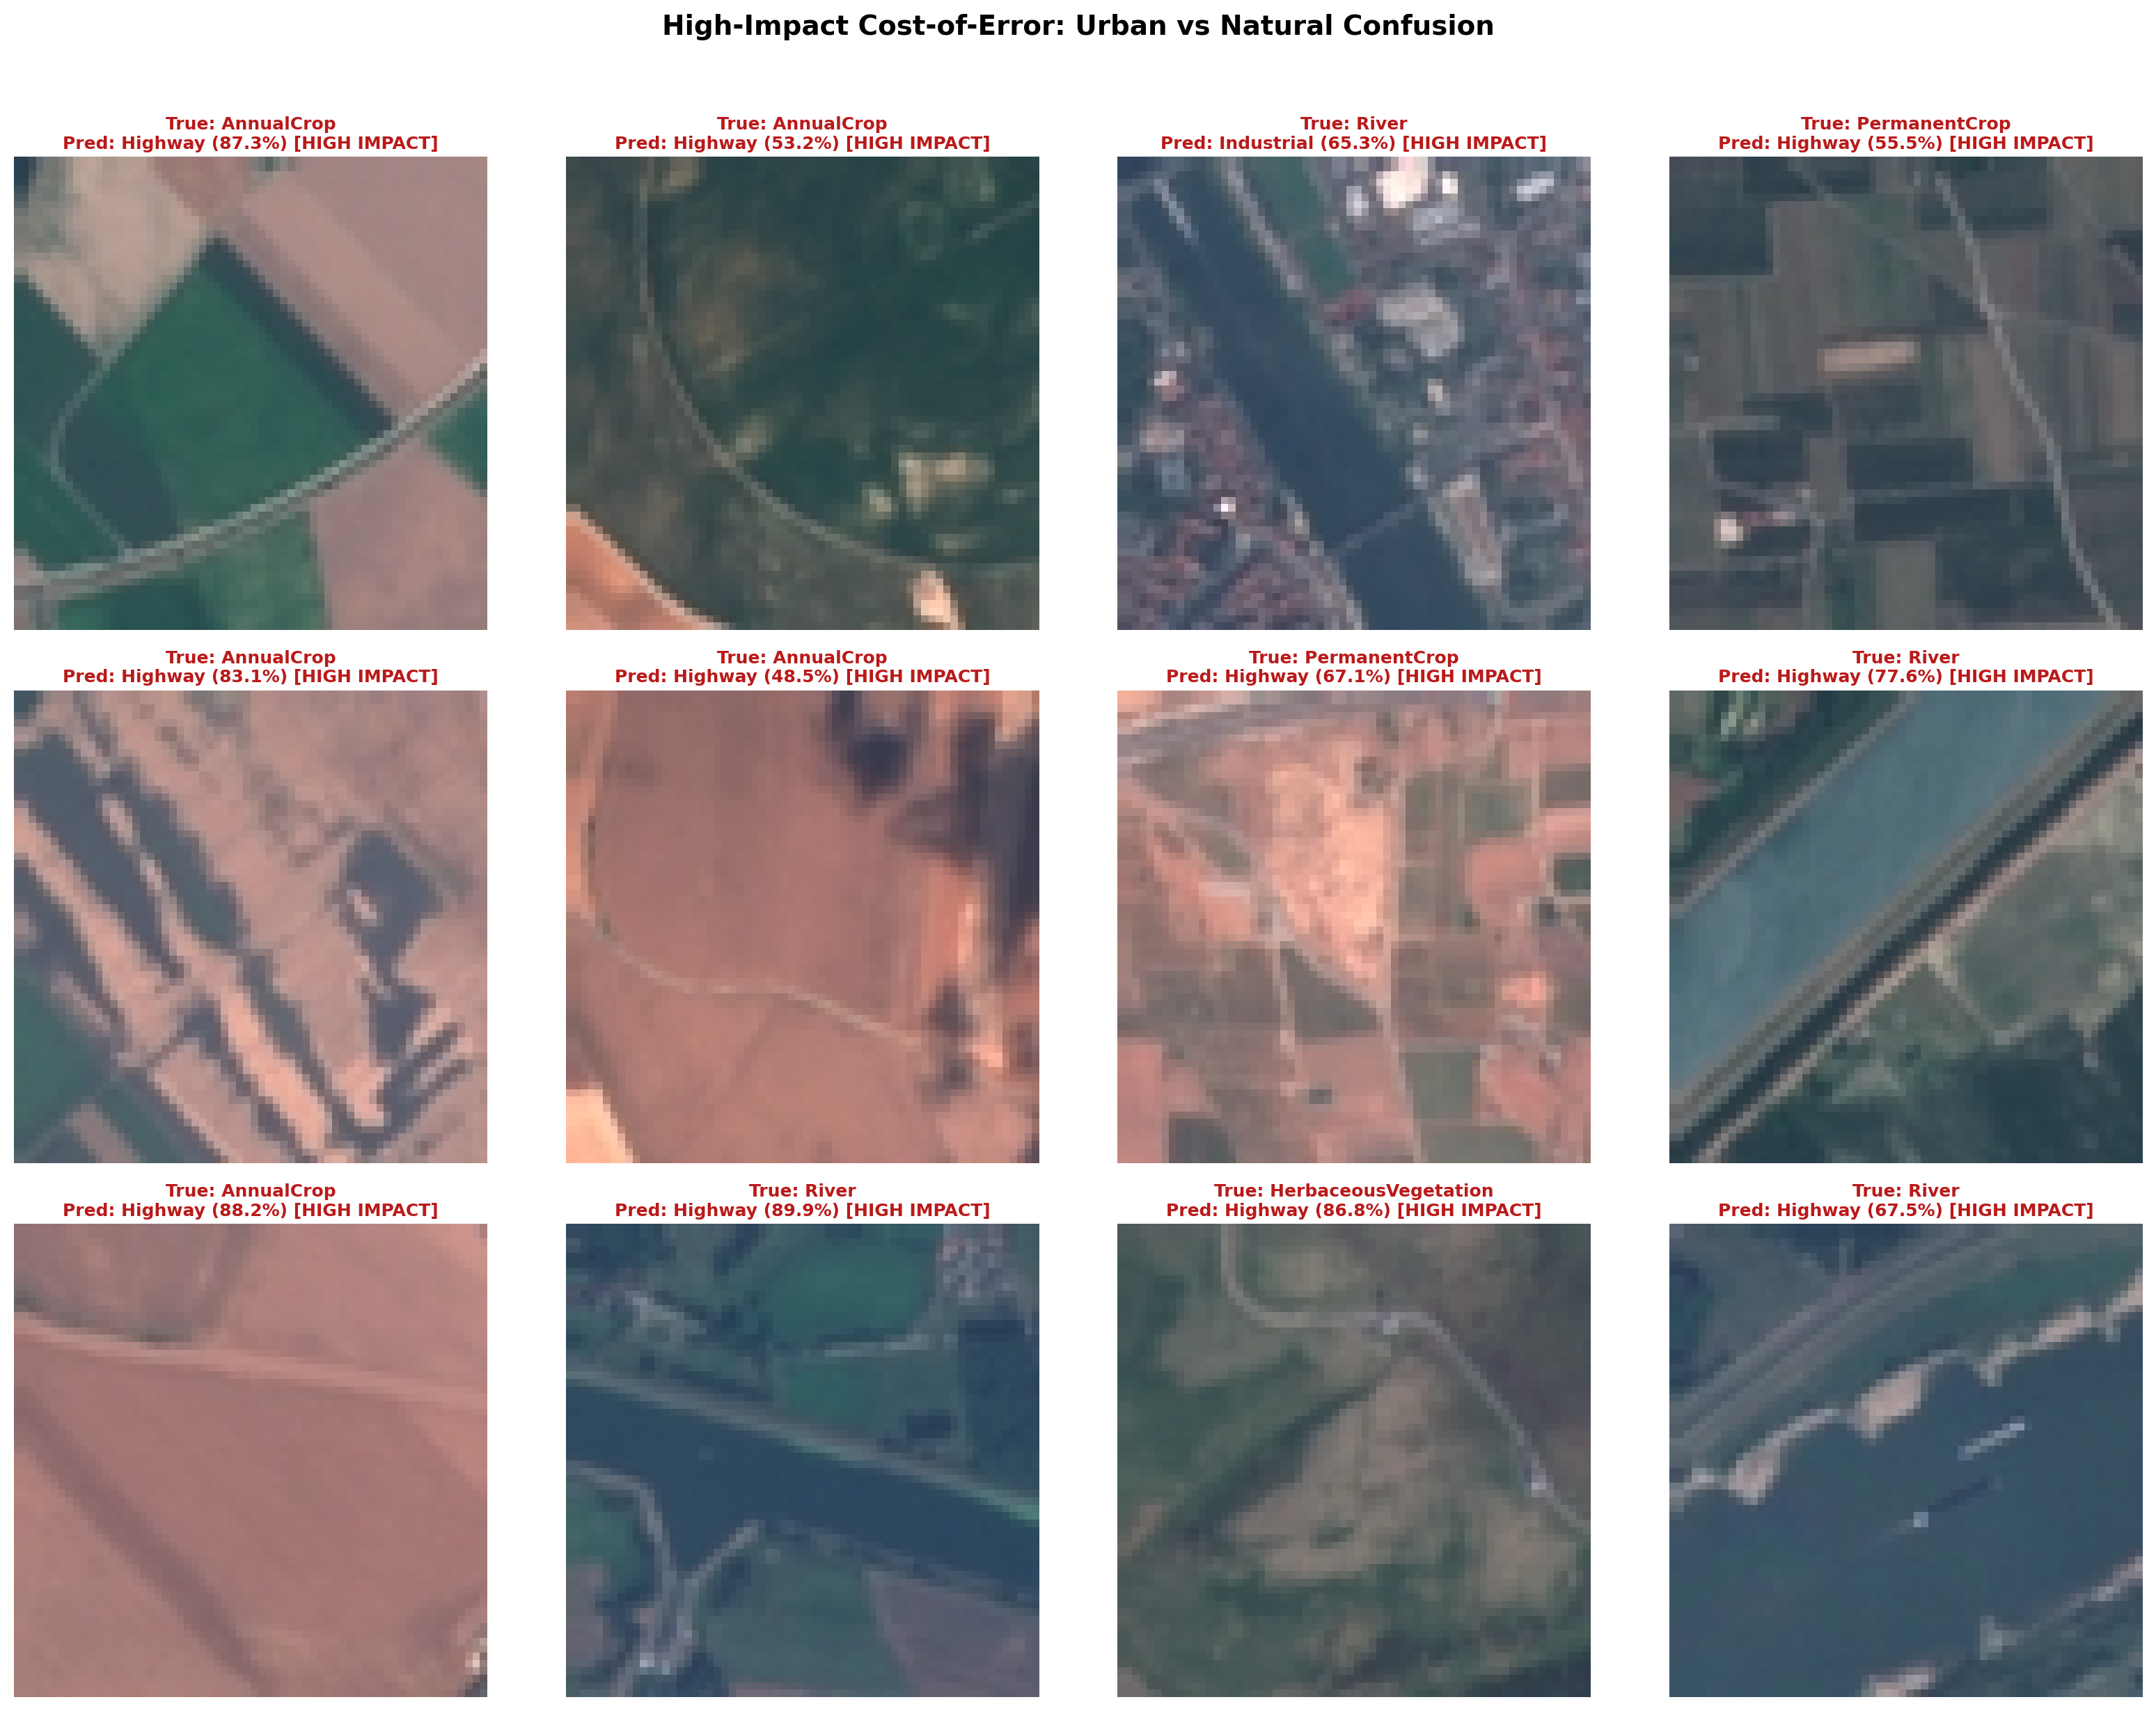 High-Impact Cost-of-Error: Urban vs Natural Confusion
True: AnnualCrop
Pred: Highway (87.3%) [HIGH IMPACT]
True: AnnualCrop
Pred: Highway (53.2%) [HIGH IMPACT]
True: River
Pred: Industrial (65.3%) [HIGH IMPACT]
True: PermanentCrop
Pred: Highway (55.5%) [HIGH IMPACT]
True: AnnualCrop
Pred: Highway (83.1%) [HIGH IMPACT]
True: AnnualCrop
Pred: Highway (48.5%) [HIGH IMPACT]
True: PermanentCrop
Pred: Highway (67.1%) [HIGH IMPACT]
True: River
Pred: Highway (77.6%) [HIGH IMPACT]
True: AnnualCrop
Pred: Highway (88.2%) [HIGH IMPACT]
True: River
Pred: Highway (89.9%) [HIGH IMPACT]
True: HerbaceousVegetation
Pred: Highway (86.8%) [HIGH IMPACT]
True: River
Pred: Highway (67.5%) [HIGH IMPACT]